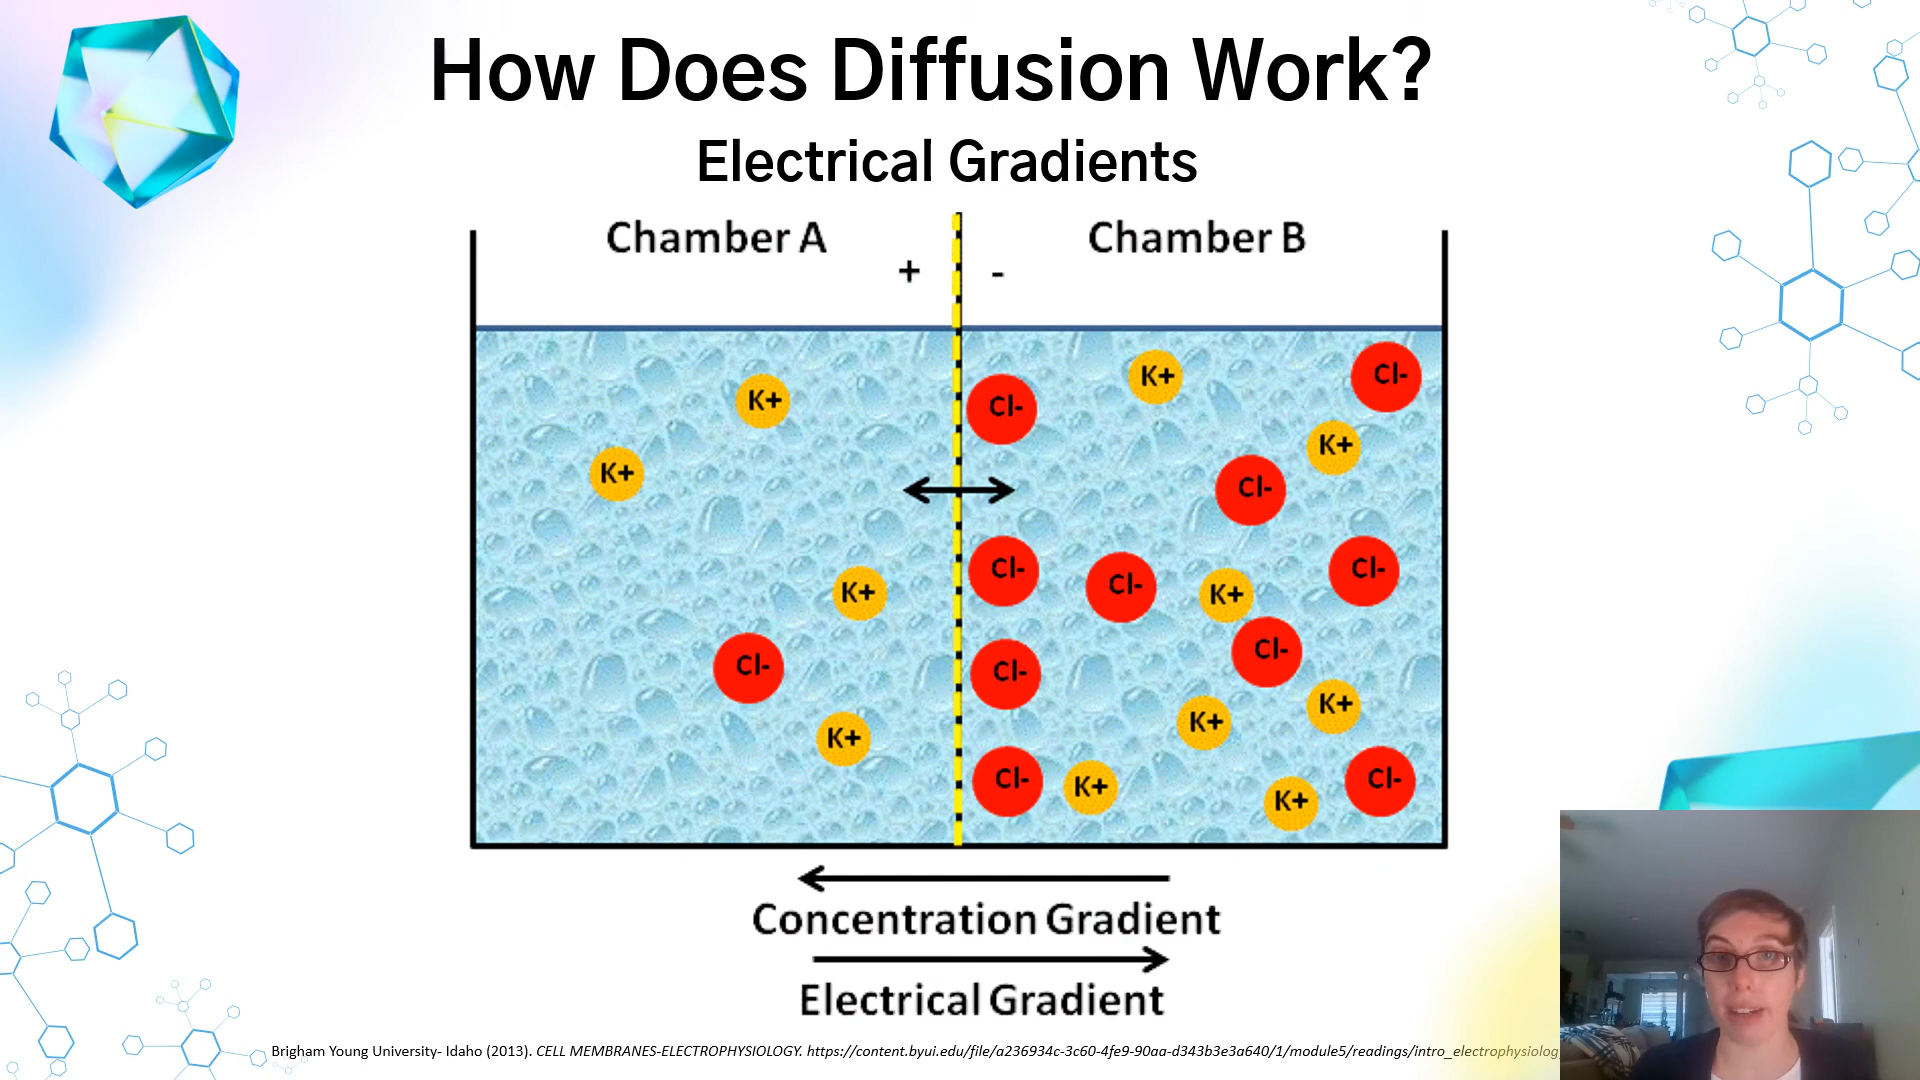 How Does Diffusion Work?
Electrical Gradients
Chamber A
Chamber B
+
-
K+
Cl-
K+
Cl-
K+
K+
Cl-
Cl-
Cl-
Cl-
K+
K+
Cl-
Cl-
Cl-
Cl-
K+
K+
K+
Cl-
K+
Cl-
K+
Concentration Gradient
Electrical Gradient
Brigham Young University- Idaho (2013). CELL MEMBRANES-ELECTROPHYSIOLOGY. https://content.byui.edu/file/a236934c-3c60-4fe9-90aa-d343b3e3a640/1/module5/readings/intro_electrophysiolog